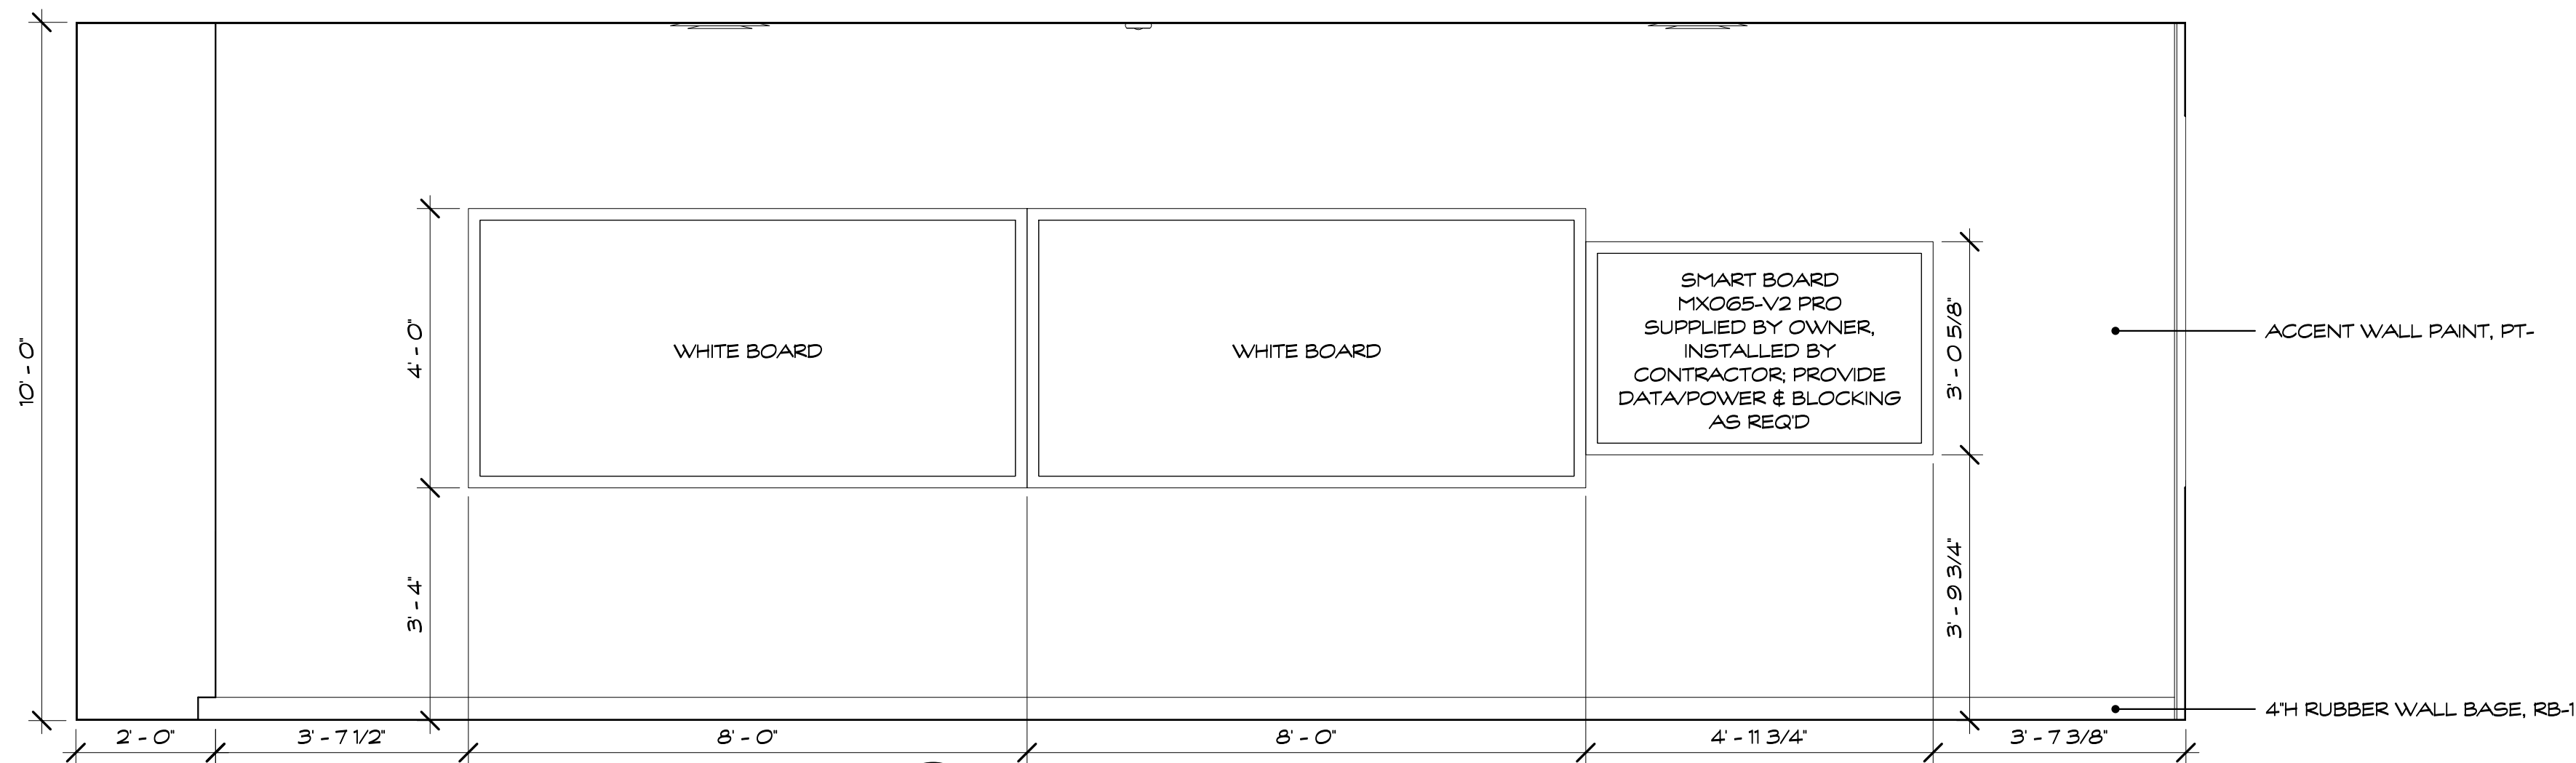 10' - 0"
4' - 0"
3' - 4"
WHITE BOARD
WHITE BOARD
SMART BOARD
MX065-V2 PRO
SUPPLIED BY OWNER,
INSTALLED BY
CONTRACTOR; PROVIDE
DATA/POWER & BLOCKING
AS REQ'D
3' - 0 5/8"
3' - 9 3/4"
ACCENT WALL PAINT, PT-
4"H RUBBER WALL BASE, RB-1
2' - 0"
3' - 7 1/2"
8' - 0"
8' - 0"
4' - 11 3/4"
3' - 7 3/8"